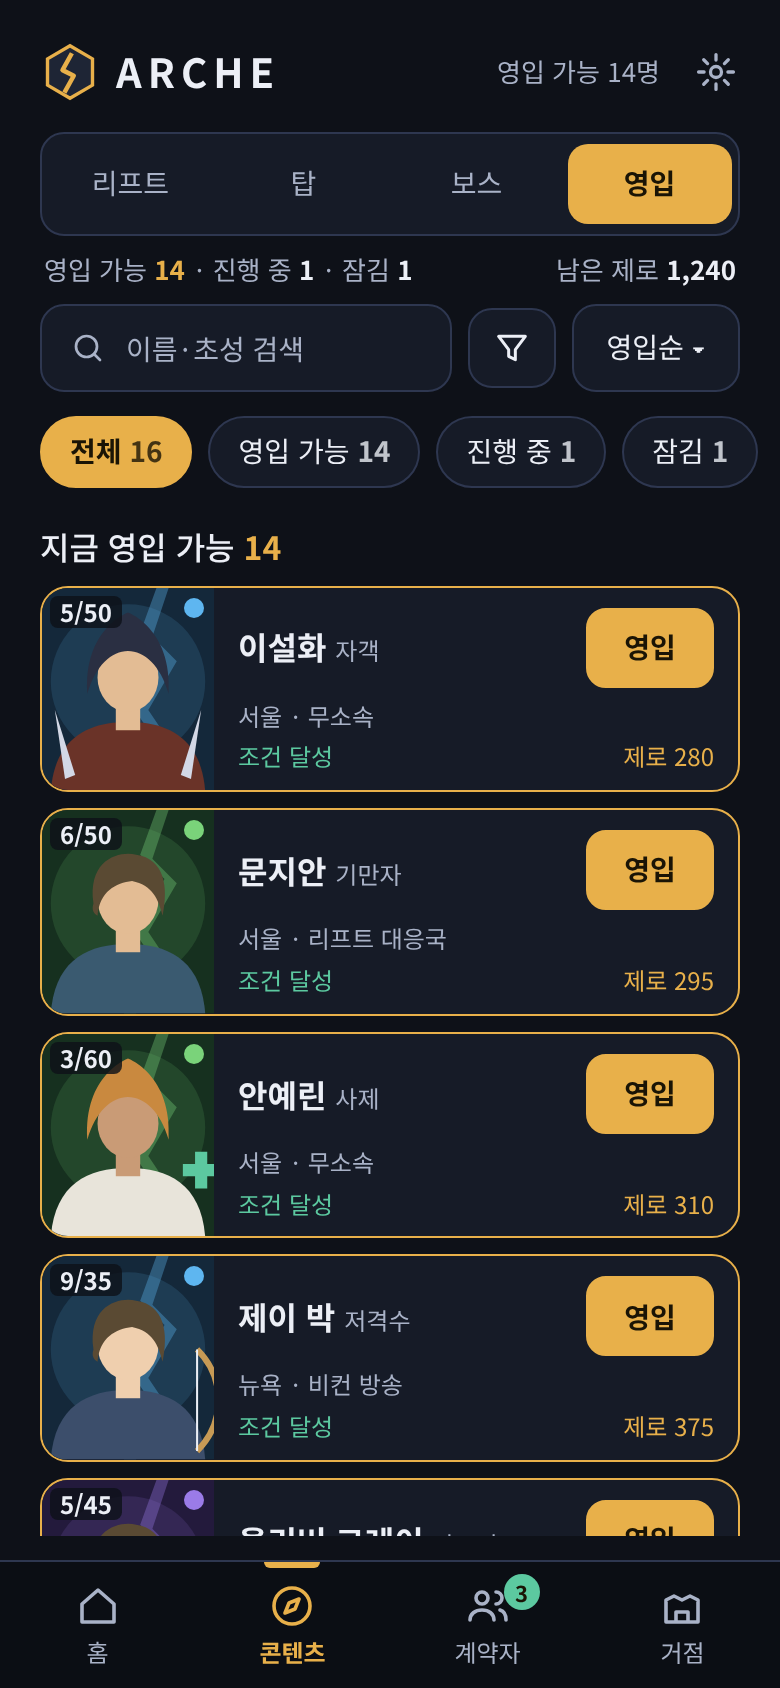 ARCHE
영입 가능 14명
리프트 탑 보스 영입
영입 가능 14 · 진행 중 1 · 잠김 1
남은 제로 1,240
이름·초성 검색
영입순
전체 16
영입 가능 14
진행 중 1
잠김 1
지금 영입 가능 14
5/50
이설화 자객
영입
서울 · 무소속
조건 달성
제로 280
6/50
문지안 기만자
영입
서울 · 리프트 대응국
조건 달성
제로 295
3/60
안예린 사제
영입
서울 · 무소속
조건 달성
제로 310
9/35
제이 박 저격수
영입
뉴욕 · 비컨 방송
조건 달성
제로 375
5/45
영입
홈
콘텐츠
계약자
3
거점